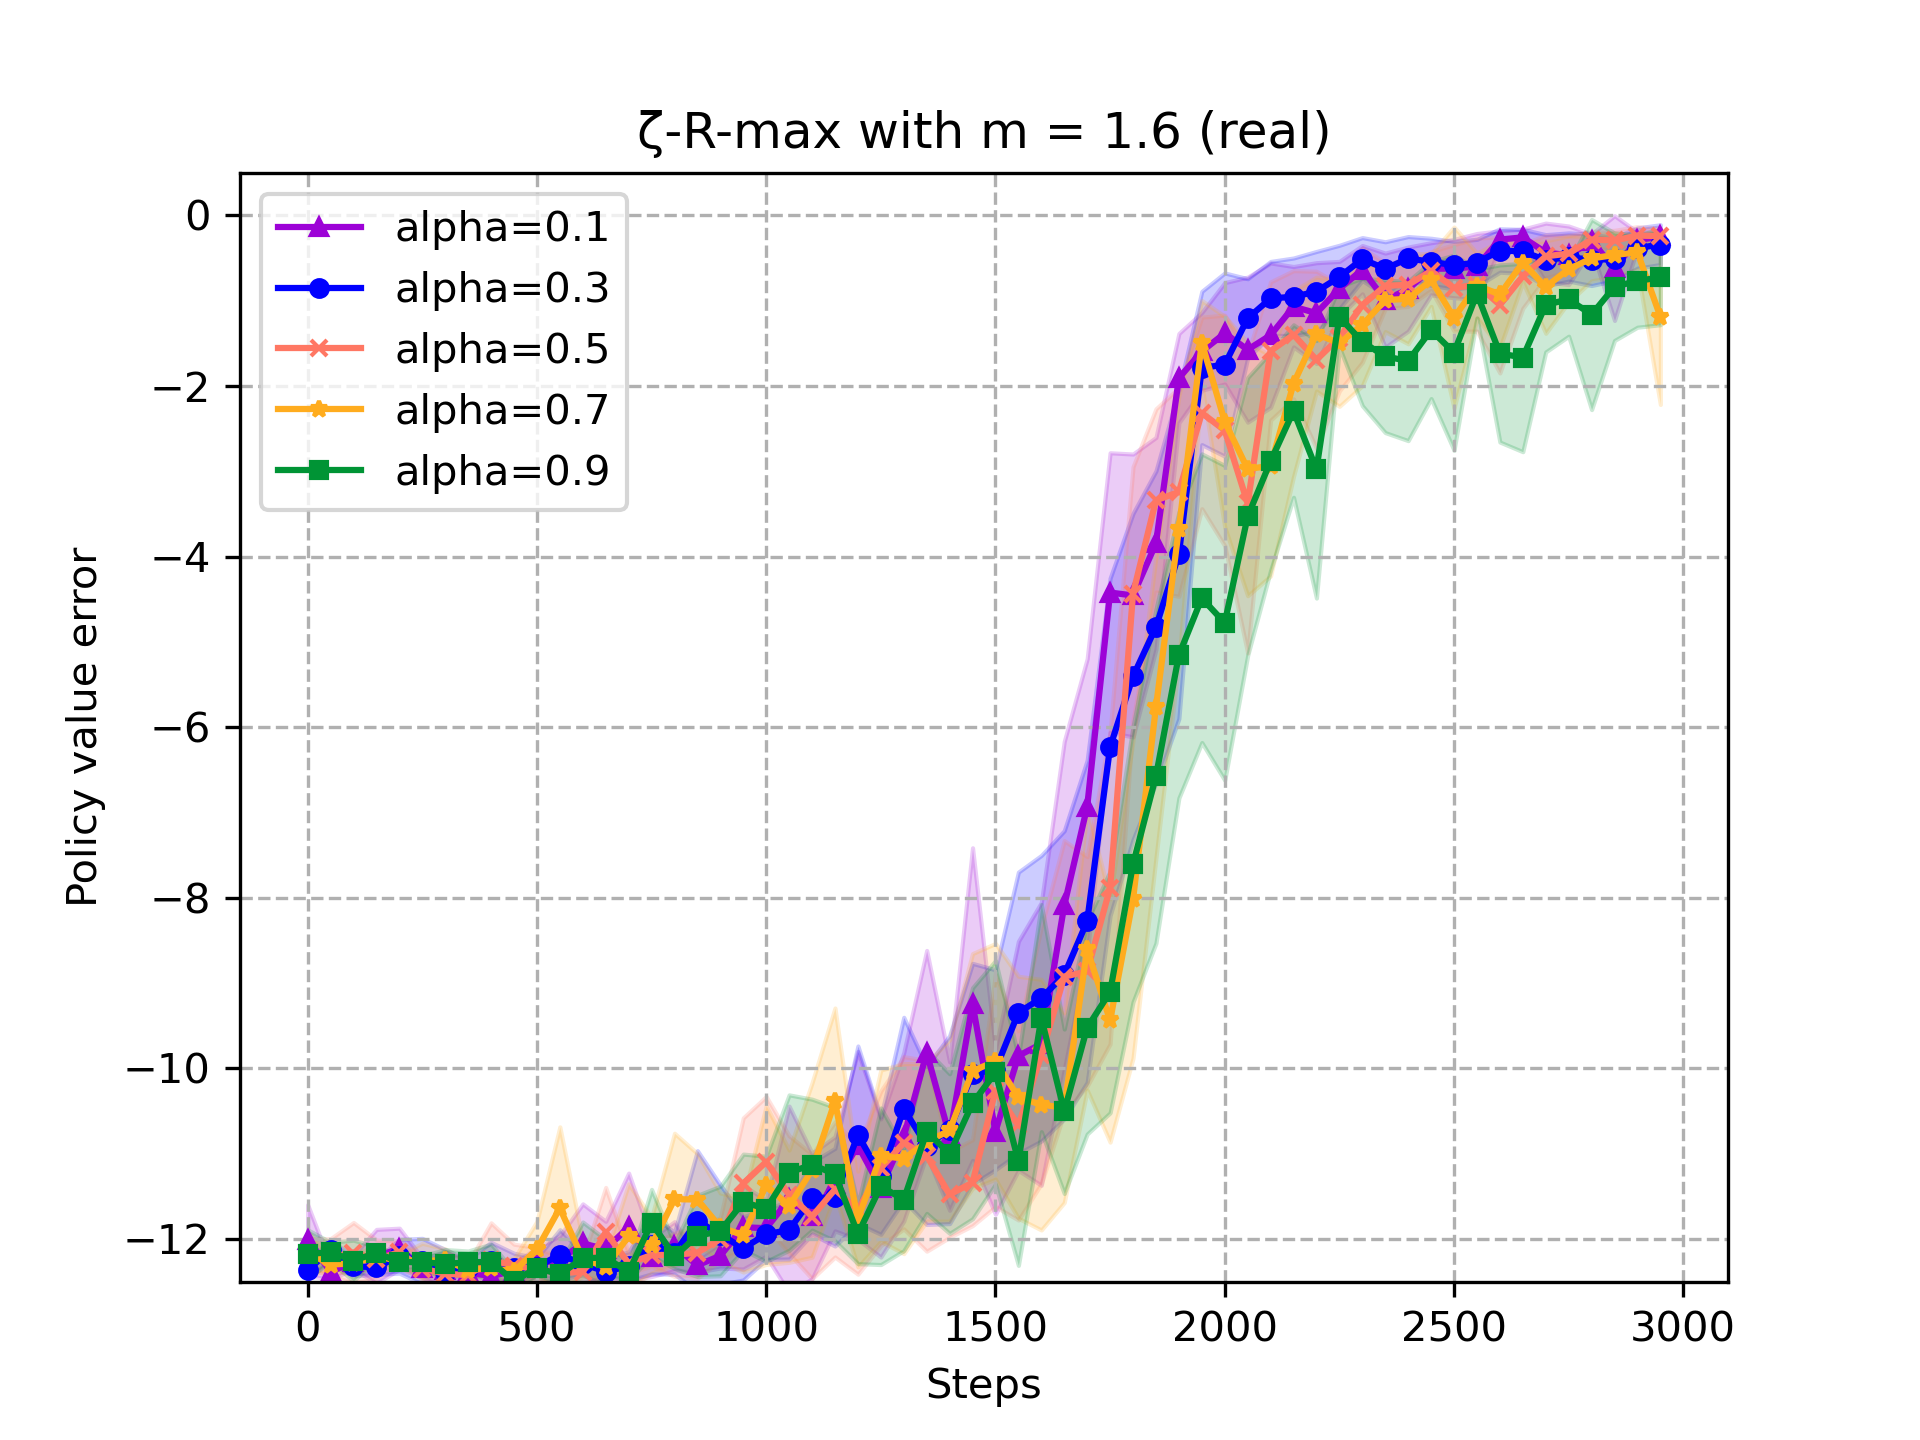 ζ-R-max with m = 1.6 (real)
alpha=0.1
alpha=0.3
alpha=0.5
alpha=0.7
alpha=0.9
Policy value error
0
−2
−4
−6
−8
−10
−12
0 500 1000 1500 2000 2500 3000
Steps